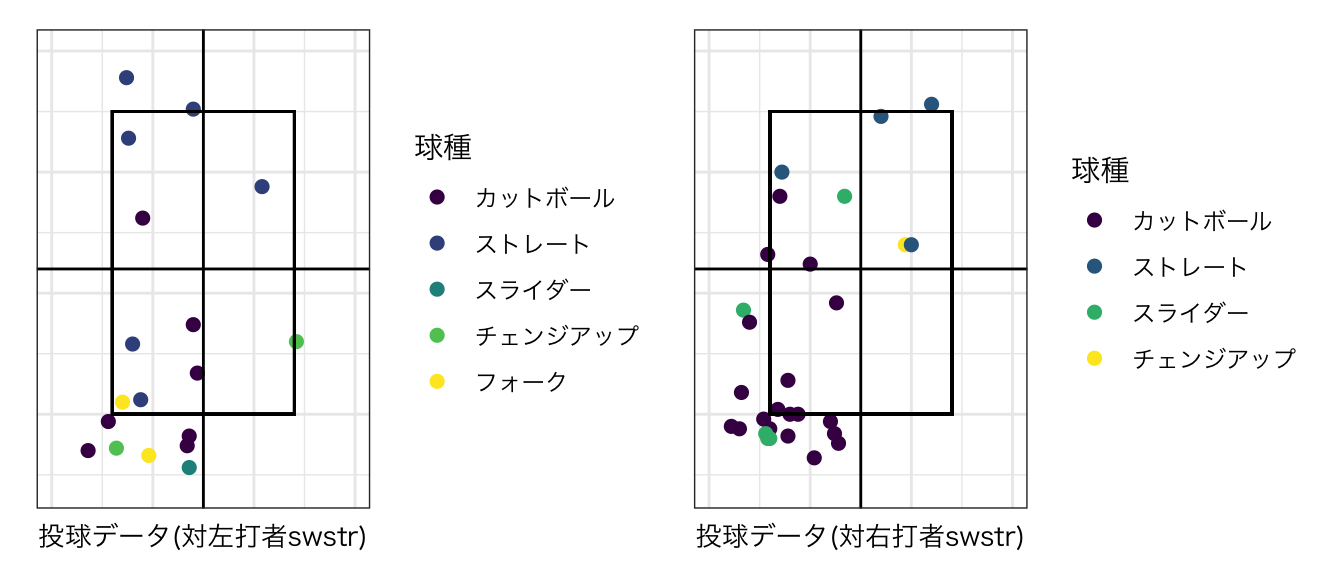 球種
カットボール
ストレート
スライダー
チェンジアップ
フォーク
投球データ(対左打者swstr)
球種
カットボール
ストレート
スライダー
チェンジアップ
投球データ(対右打者swstr)